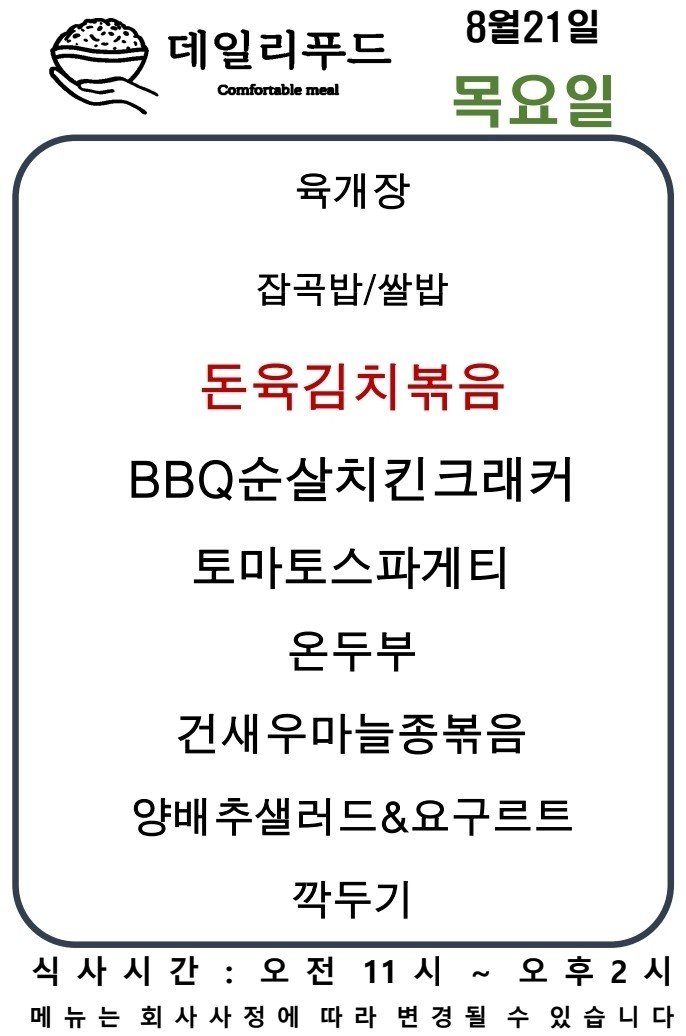 데일리푸드
Comfortable meal
8월21일
목요일
육개장
잡곡밥/쌀밥
돈육김치볶음
BBQ순살치킨크래커
토마토스파게티
온두부
건새우마늘종볶음
양배추샐러드&요구르트
깍두기
식사시간 : 오전 11시 ~ 오후2시
메뉴는 회사사정에 따라 변경될 수 있습니다